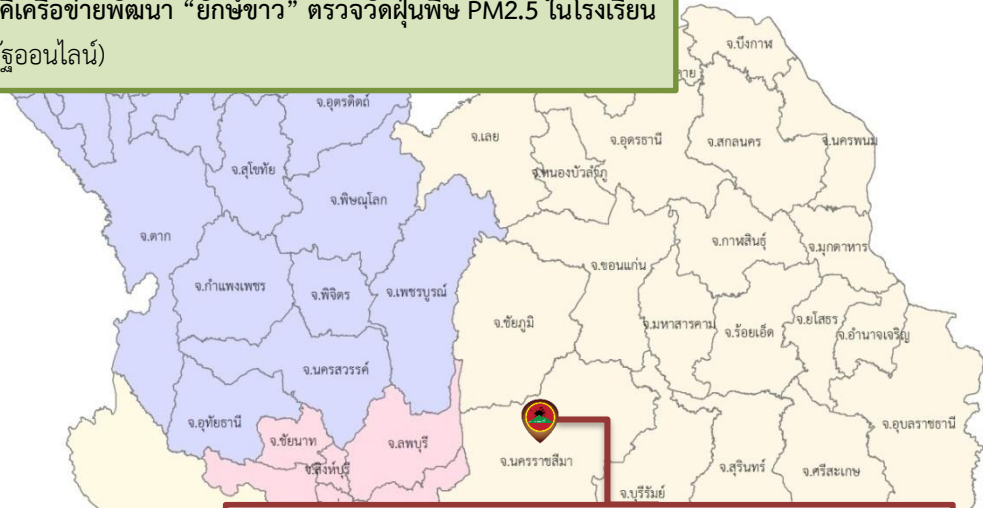 คีเครือข่ายพัฒนา “ยักษ์ขาว” ตรวจวัดฝุ่นพิษ PM2.5 ในโรงเรียน
รัฐออนไลน์)
จ.บึงกาฬ
จ.อุตรดิตถ์
จ.เลย
จ.อุดรธานี
จ.สกลนคร
จ.นครพนม
จ.สุโขทัย
จ.หนองบัวลำภู
จ.พิษณุโลก
จ.ตาก
จ.กาฬสินธุ์
จ.มุกดาหาร
จ.ขอนแก่น
จ.กำแพงเพชร
จ.พิจิตร
จ.เพชรบูรณ์
จ.ชัยภูมิ
จ.มหาสารคาม
จ.ร้อยเอ็ด
จ.ยโสธร
จ.อำนาจเจริญ
จ.นครสวรรค์
จ.อุทัยธานี
จ.ชัยนาท
จ.ลพบุรี
จ.อุบลราชธานี
จ.สิงห์บุรี
จ.นครราชสีมา
จ.สุรินทร์
จ.ศรีสะเกษ
จ.บุรีรัมย์